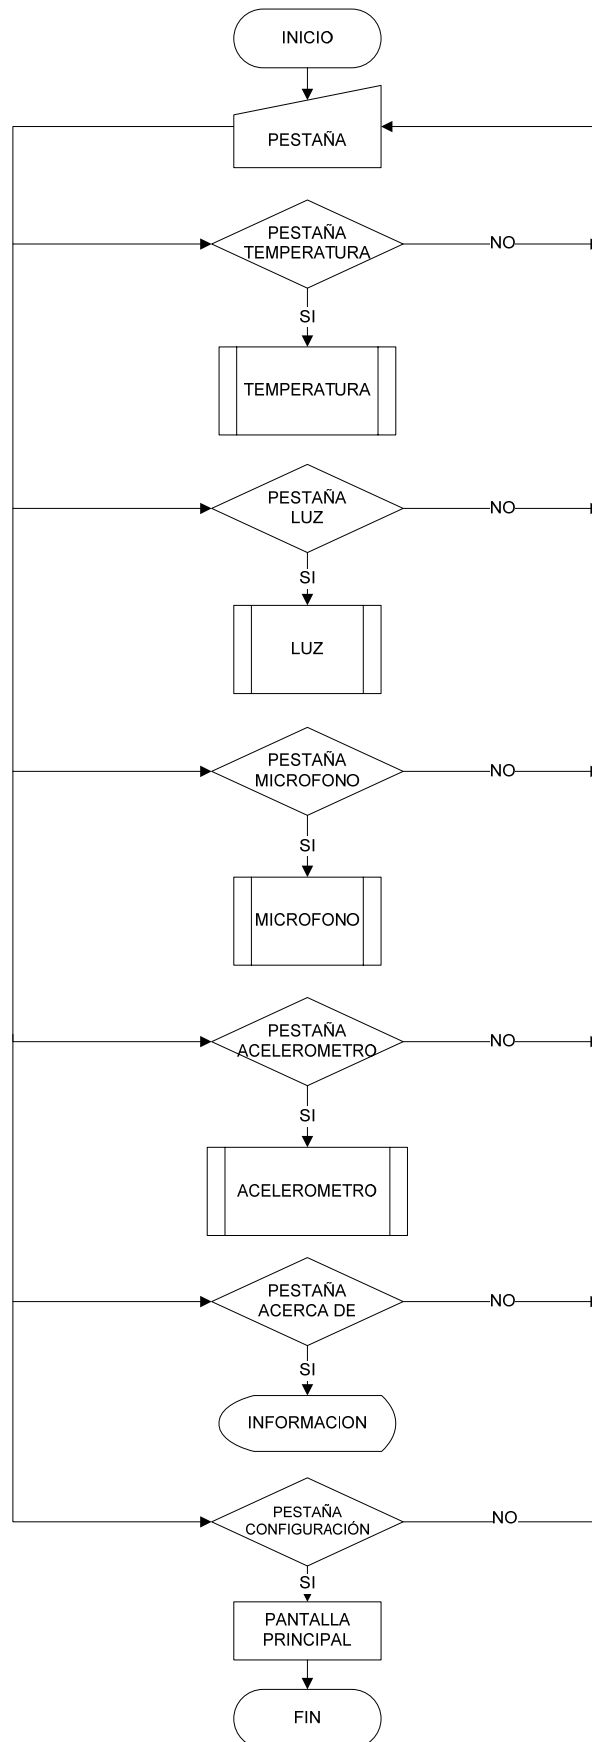 INICIO
PESTAÑA
PESTAÑA
TEMPERATURA
NO
SI
TEMPERATURA
PESTAÑA
LUZ
NO
SI
LUZ
PESTAÑA
MICROFONO
NO
SI
MICROFONO
PESTAÑA
ACELEROMETRO
NO
SI
ACELEROMETRO
PESTAÑA
ACERCA DE
NO
SI
INFORMACION
PESTAÑA
CONFIGURACIÓN
NO
SI
PANTALLA
PRINCIPAL
FIN